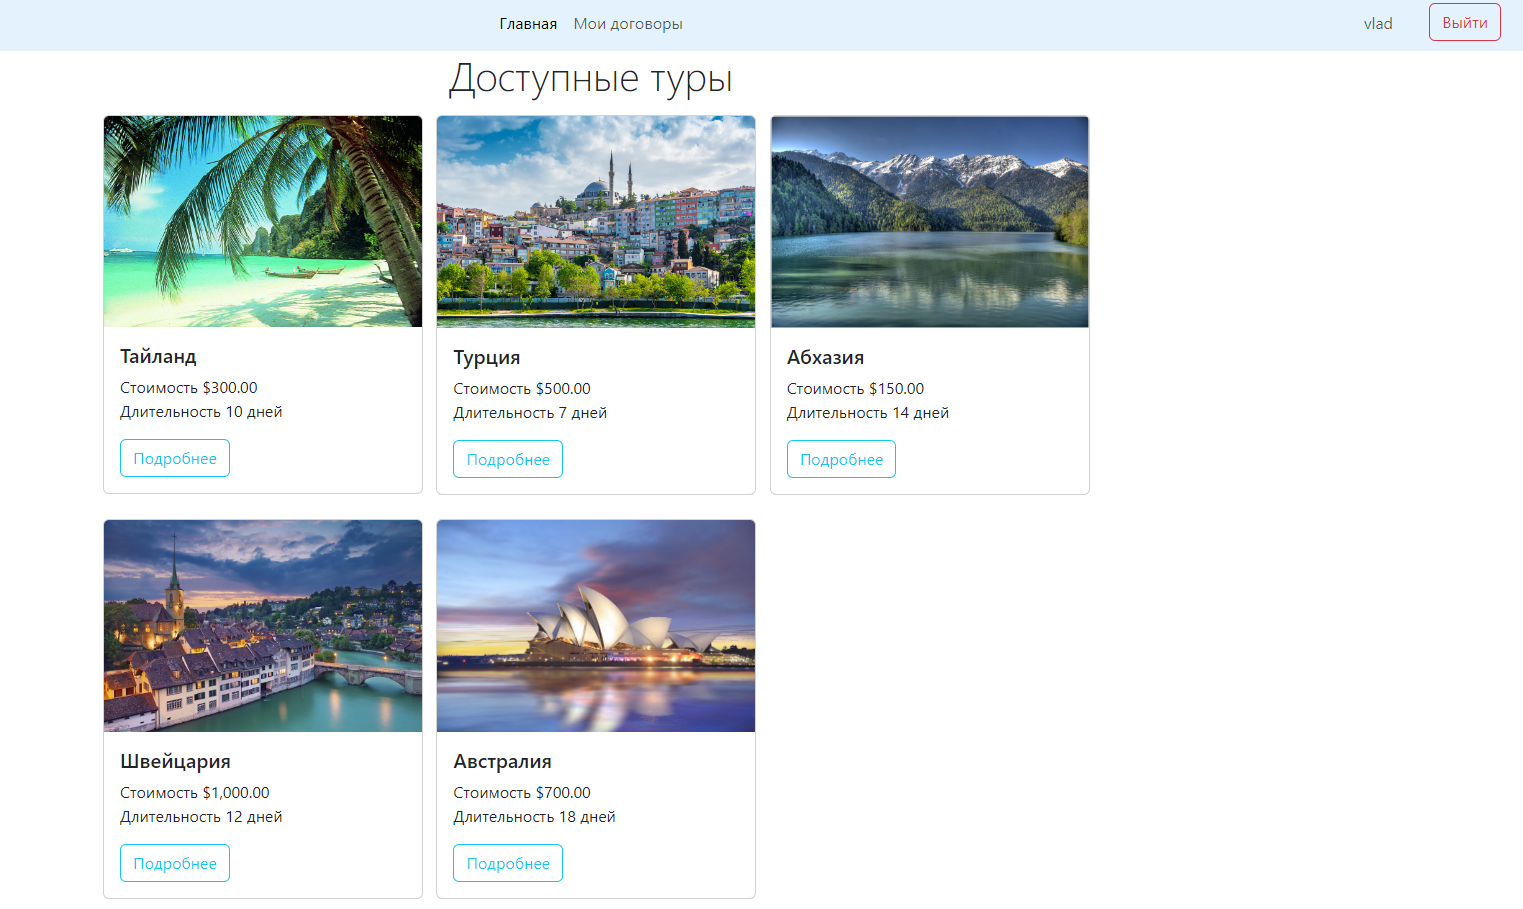 Главная Мои договоры vlad Выйти
Доступные туры
Тайланд
Стоимость $300.00
Длительность 10 дней
Подробнее
Турция
Стоимость $500.00
Длительность 7 дней
Подробнее
Абхазия
Стоимость $150.00
Длительность 14 дней
Подробнее
Швейцария
Стоимость $1,000.00
Длительность 12 дней
Подробнее
Австралия
Стоимость $700.00
Длительность 18 дней
Подробнее